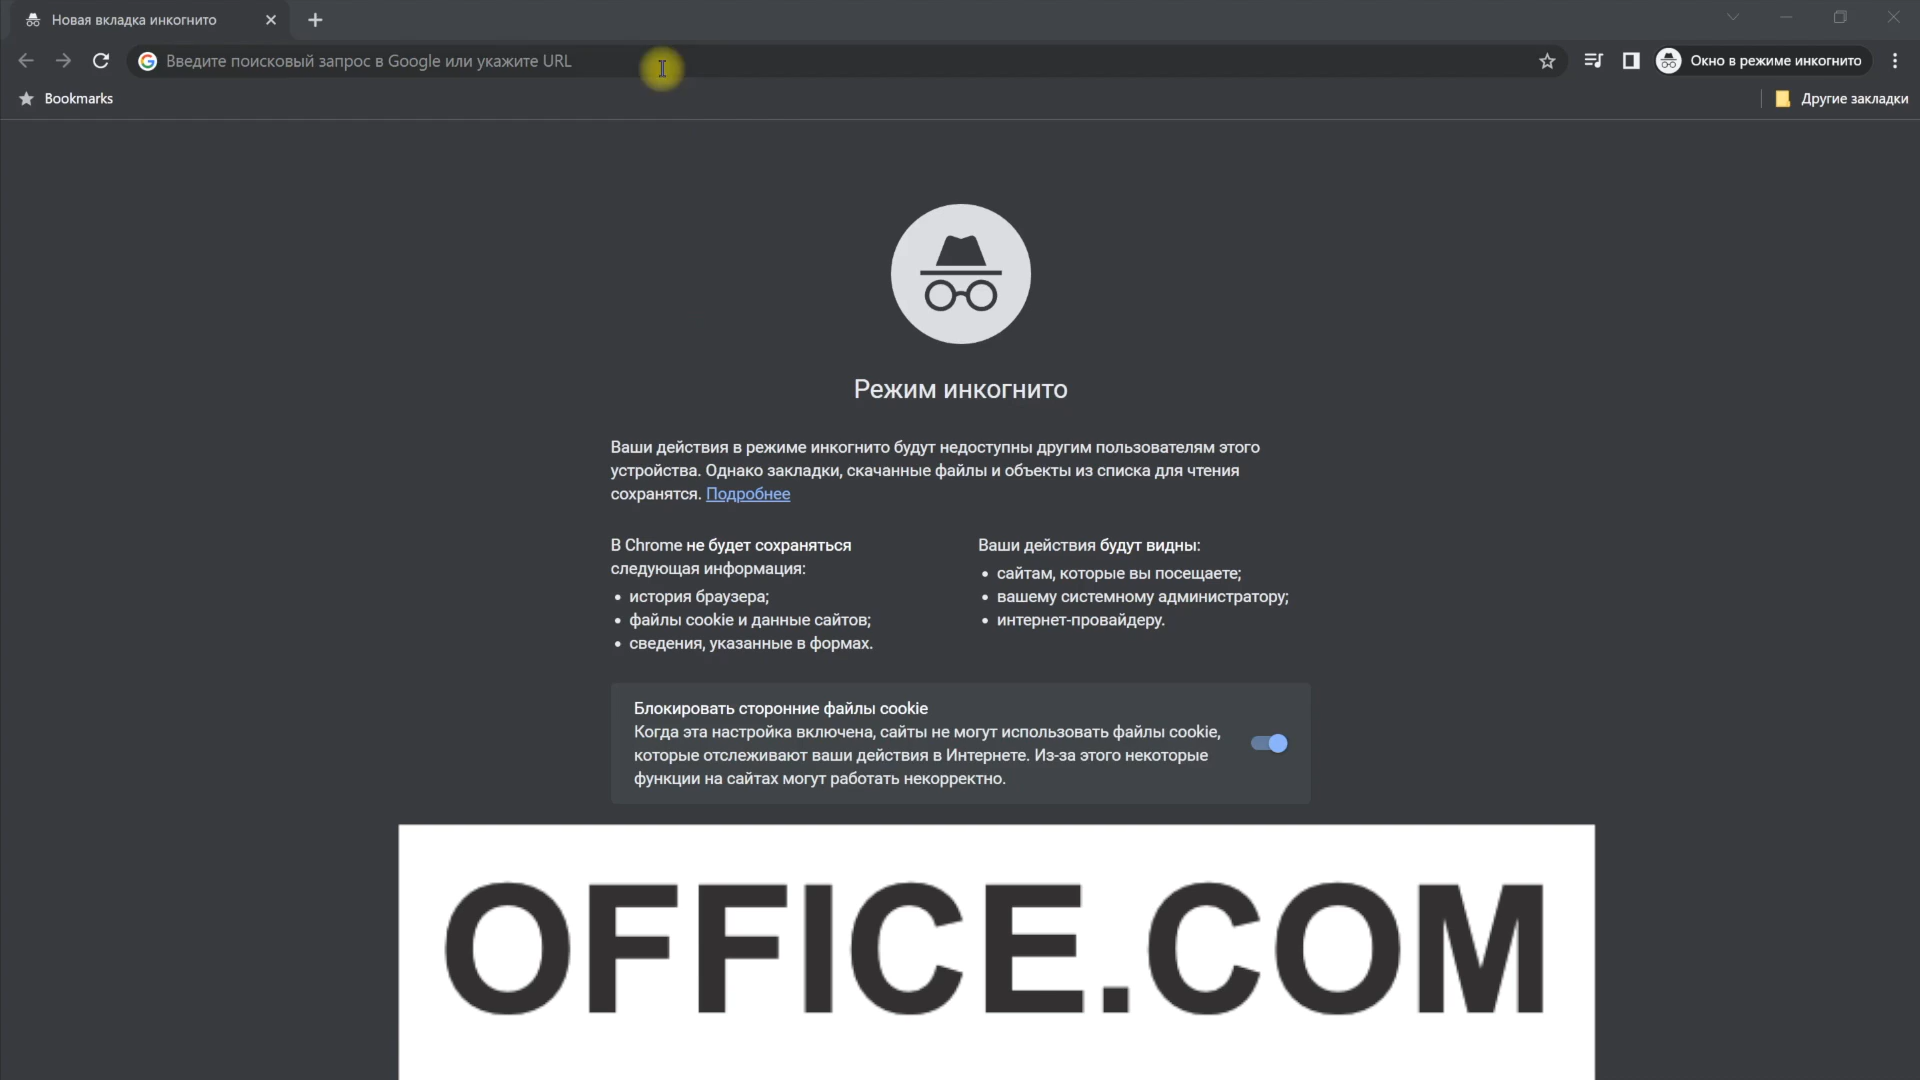 Новая вкладка инкогнито
Введите поисковый запрос в Google или укажите URL
Окно в режиме инкогнито
Bookmarks
Другие закладки
Режим инкогнито
Ваши действия в режиме инкогнито будут недоступны другим пользователям этого
устройства. Однако закладки, скачанные файлы и объекты из списка для чтения
сохранятся. Подробнее
В Chrome не будет сохраняться
следующая информация:
• история браузера;
• файлы cookie и данные сайтов;
• сведения, указанные в формах.
Ваши действия будут видны:
• сайтам, которые вы посещаете;
• вашему системному администратору;
• интернет-провайдеру.
Блокировать сторонние файлы cookie
Когда эта настройка включена, сайты не могут использовать файлы cookie,
которые отслеживают ваши действия в Интернете. Из-за этого некоторые
функции на сайтах могут работать некорректно.
OFFICE.COM